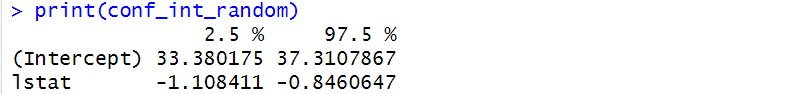 > print(conf_int_random)
2.5 % 97.5 %
(Intercept) 33.380175 37.3107867
lstat -1.108411 -0.8460647